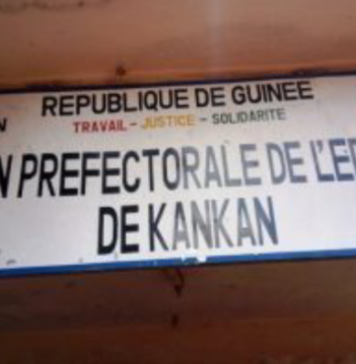 REPUBLIQUE DE GUINEE
TRAVAIL - JUSTICE - SOLIDARITE
N PREFECTORALE DE L'E
DE KANKAN